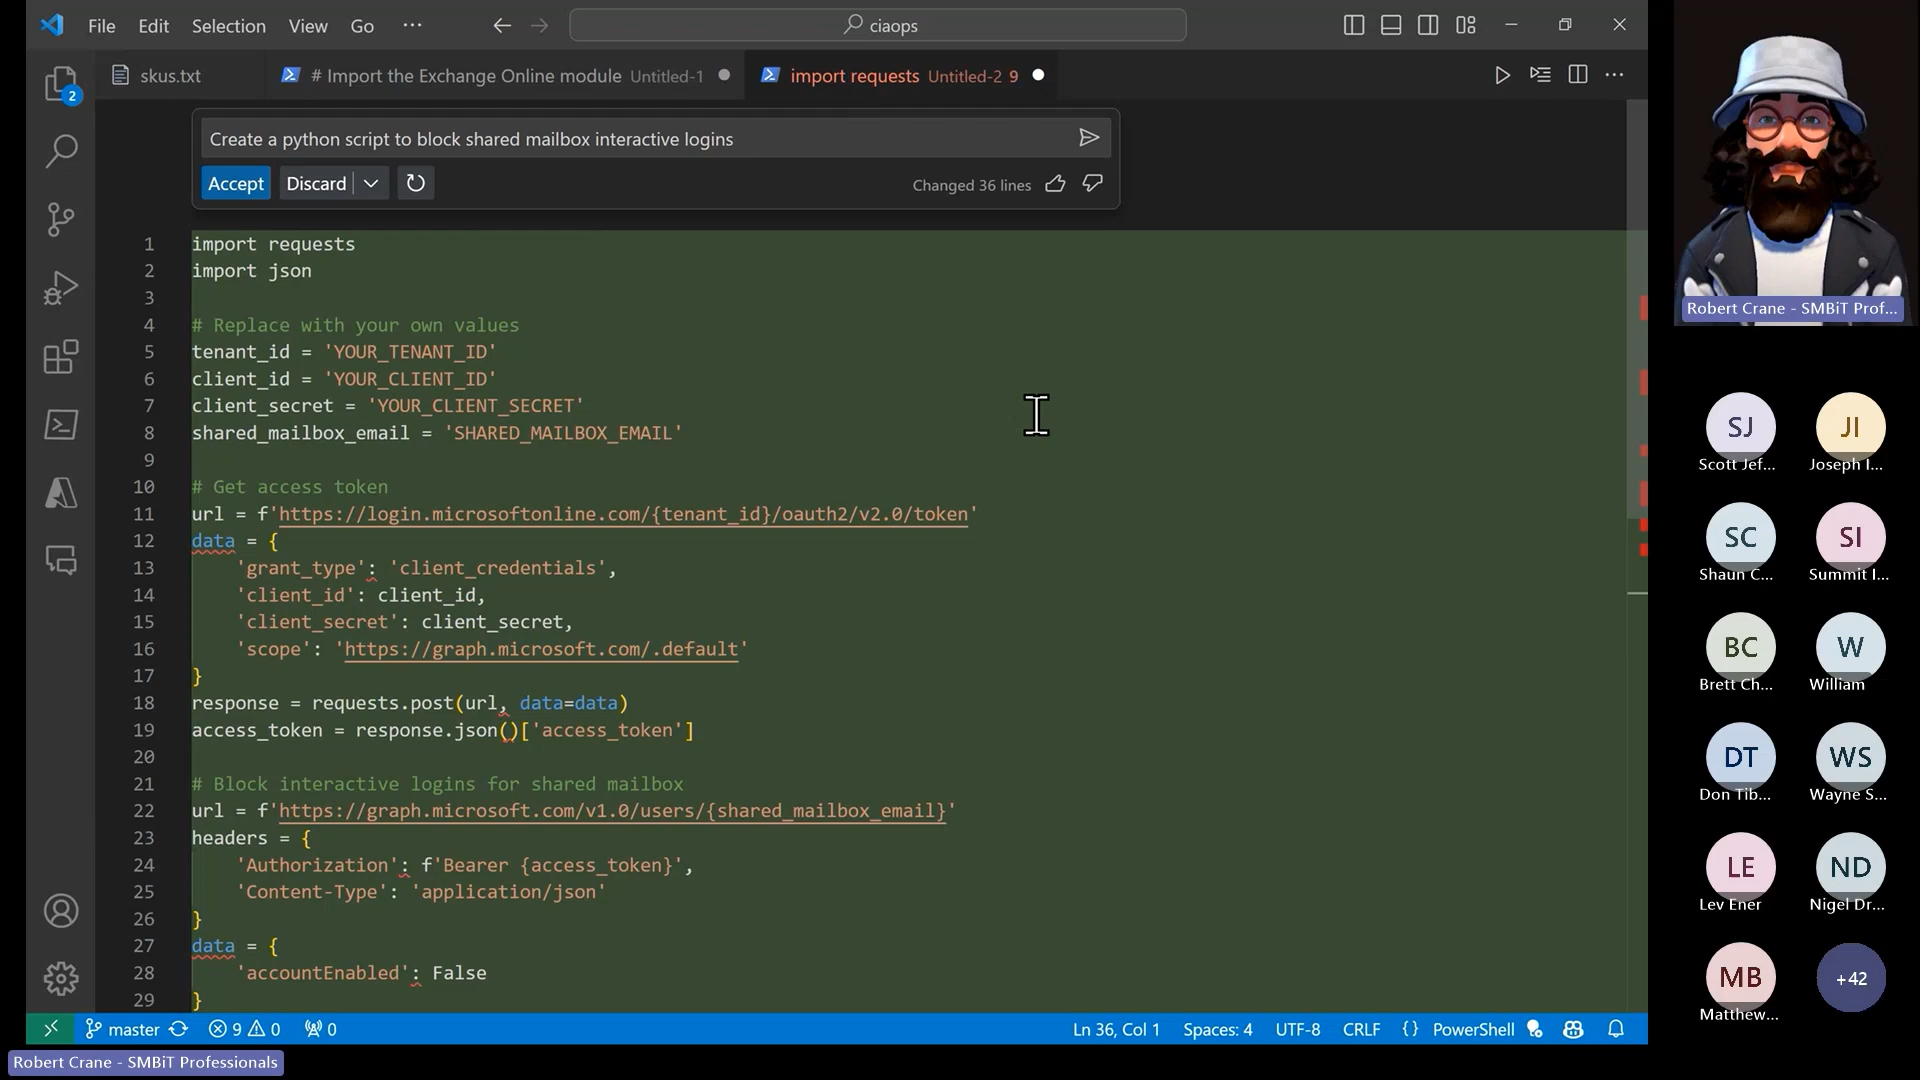 File Edit Selection View Go ··· ciaops
skus.txt # Import the Exchange Online module Untitled-1 import requests Untitled-2 9
2
Create a python script to block shared mailbox interactive logins
Accept Discard Changed 36 lines
1 import requests
2 import json
3
4 # Replace with your own values
5 tenant_id = 'YOUR_TENANT_ID'
6 client_id = 'YOUR_CLIENT_ID'
7 client_secret = 'YOUR_CLIENT_SECRET'
8 shared_mailbox_email = 'SHARED_MAILBOX_EMAIL'
9
10 # Get access token
11 url = f'https://login.microsoftonline.com/{tenant_id}/oauth2/v2.0/token'
12 data = {
13 'grant_type': 'client_credentials',
14 'client_id': client_id,
15 'client_secret': client_secret,
16 'scope': 'https://graph.microsoft.com/.default'
17 }
18 response = requests.post(url, data=data)
19 access_token = response.json()['access_token']
20
21 # Block interactive logins for shared mailbox
22 url = f'https://graph.microsoft.com/v1.0/users/{shared_mailbox_email}'
23 headers = {
24 'Authorization': f'Bearer {access_token}',
25 'Content-Type': 'application/json'
26 }
27 data = {
28 'accountEnabled': False
29 }
master 9 0 0 Ln 36, Col 1 Spaces: 4 UTF-8 CRLF {} PowerShell
Robert Crane - SMBiT Professionals
Robert Crane - SMBiT Prof...
SJ JI
Scott Jef... Joseph I...
SC SI
Shaun C... Summit I...
BC W
Brett Ch... William
DT WS
Don Tib... Wayne S...
LE ND
Lev Ener Nigel Dr...
MB +42
Matthew...